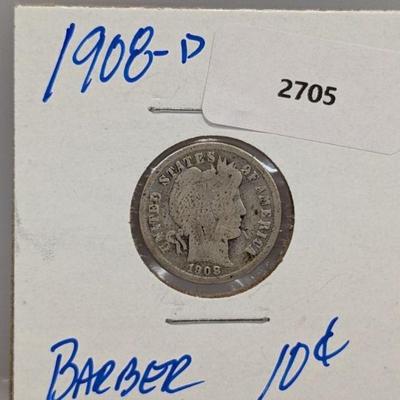 1908-D
2705
UNITED STATES OF AMERICA
1908
BARBER 10¢